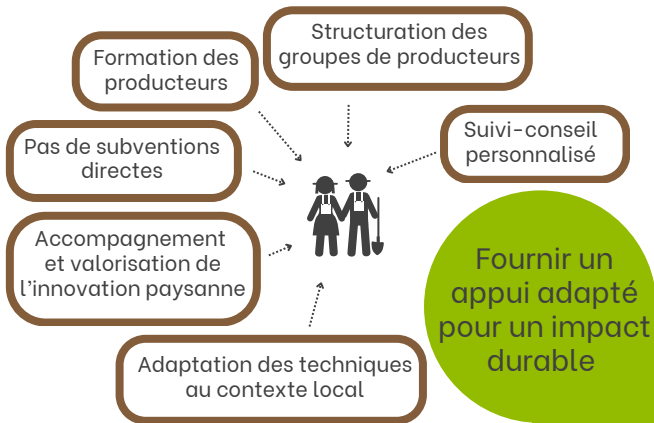 Structuration des
groupes de producteurs
Formation des
producteurs
Suivi-conseil
personnalisé
Pas de subventions
directes
Accompagnement
et valorisation de
l'innovation paysanne
Fournir un
appui adapté
pour un impact
durable
Adaptation des techniques
au contexte local